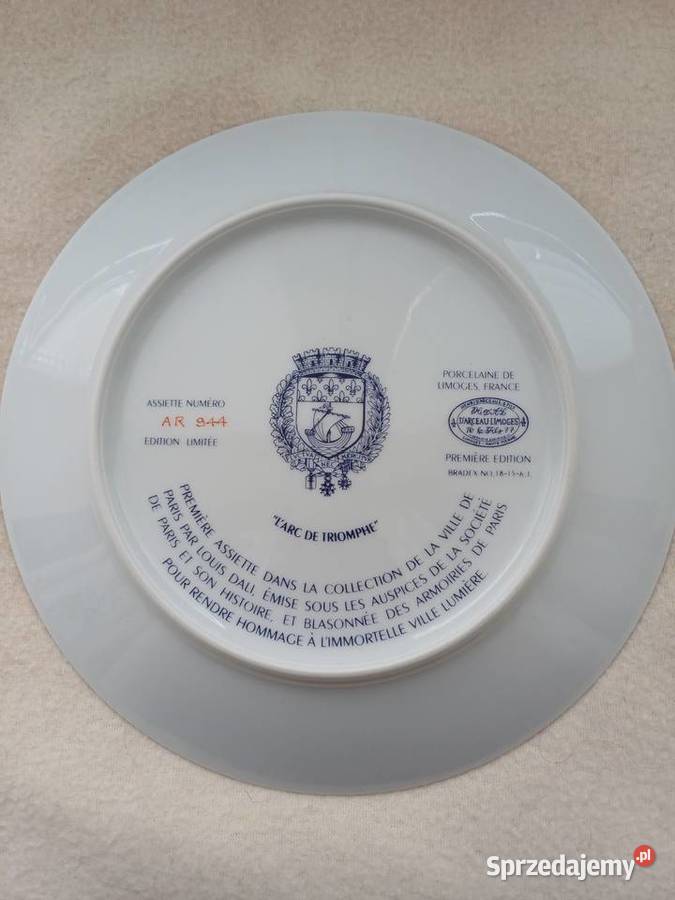 ASSIETTE NUMÉRO
AR 944
EDITION LIMITÉE
PORCELAINE DE
LIMOGES, FRANCE
D'ARCEAU LIMOGES
PREMIÈRE EDITION
BRADEX NO. 18-15-6.1.
"L'ARC DE TRIOMPHE"
PREMIÈRE ASSIETTE DANS LA COLLECTION DE LA VILLE DE
PARIS PAR LOUIS DALI, ÉMISE SOUS LES AUSPICES DE LA SOCIÉTÉ
DE PARIS ET SON HISTOIRE, ET BLASONNÉE DES ARMOIRIES DE PARIS
POUR RENDRE HOMMAGE À L'IMMORTELLE VILLE LUMIÈRE
Sprzedajemy.pl